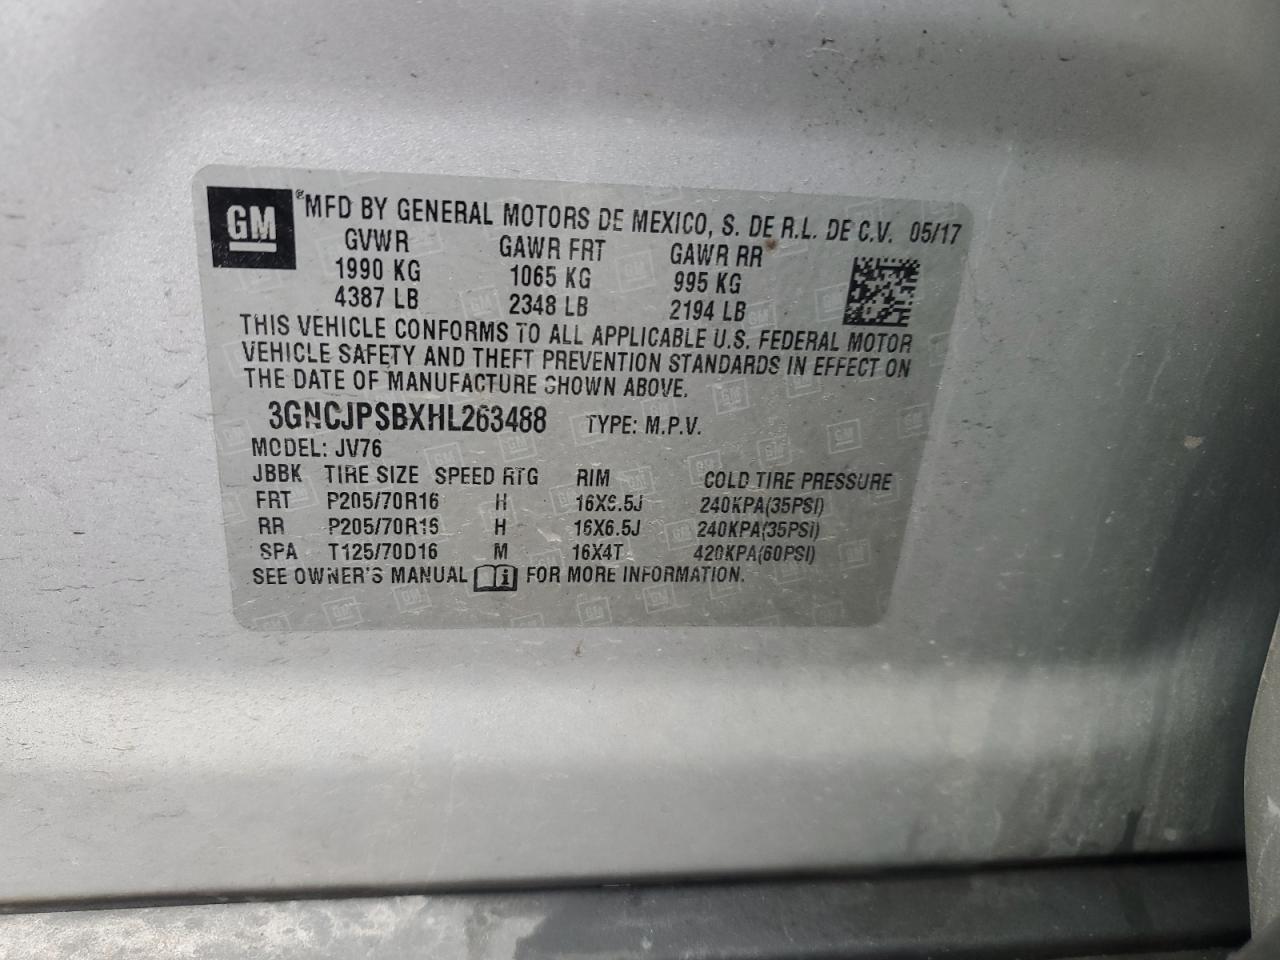 GM ® MFD BY GENERAL MOTORS DE MEXICO, S. DE R.L. DE C.V. 05/17
GVWR GAWR FRT GAWR RR
1990 KG 1065 KG 995 KG
4387 LB 2348 LB 2194 LB
THIS VEHICLE CONFORMS TO ALL APPLICABLE U.S. FEDERAL MOTOR
VEHICLE SAFETY AND THEFT PREVENTION STANDARDS IN EFFECT ON
THE DATE OF MANUFACTURE SHOWN ABOVE.
3GNCJPSBXHL263488 TYPE: M.P.V.
MODEL: JV76
JBBK TIRE SIZE SPEED RTG RIM COLD TIRE PRESSURE
FRT P205/70R16 H 16X6.5J 240KPA(35PSI)
RR P205/70R16 H 16X6.5J 240KPA(35PSI)
SPA T125/70D16 M 16X4T 420KPA(60PSI)
SEE OWNER'S MANUAL i FOR MORE INFORMATION.